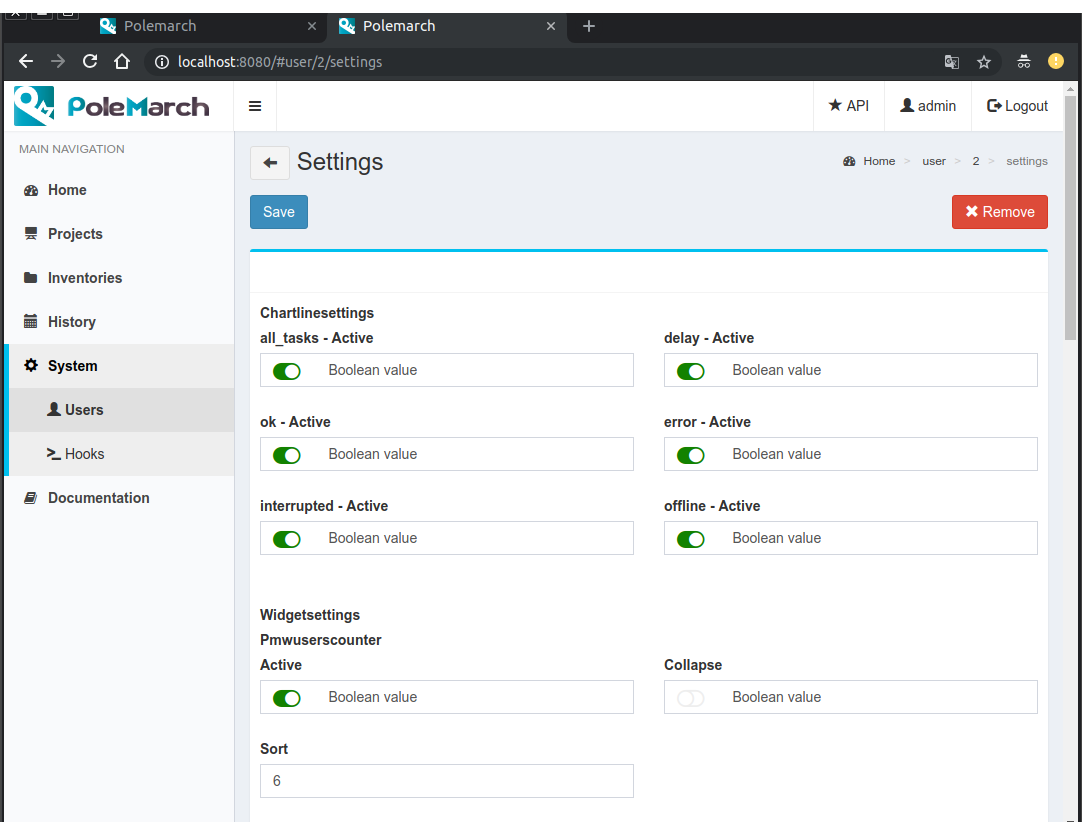 Polemarch
Polemarch
localhost:8080/#user/2/settings
PoleMarch
API
admin
Logout
MAIN NAVIGATION
Settings
Home > user > 2 > settings
Home
Save
Remove
Projects
Inventories
History
System
Users
Hooks
Documentation
Chartlinesettings
all_tasks - Active
delay - Active
Boolean value
Boolean value
ok - Active
error - Active
Boolean value
Boolean value
interrupted - Active
offline - Active
Boolean value
Boolean value
Widgetsettings
Pmwuserscounter
Active
Collapse
Boolean value
Boolean value
Sort
6